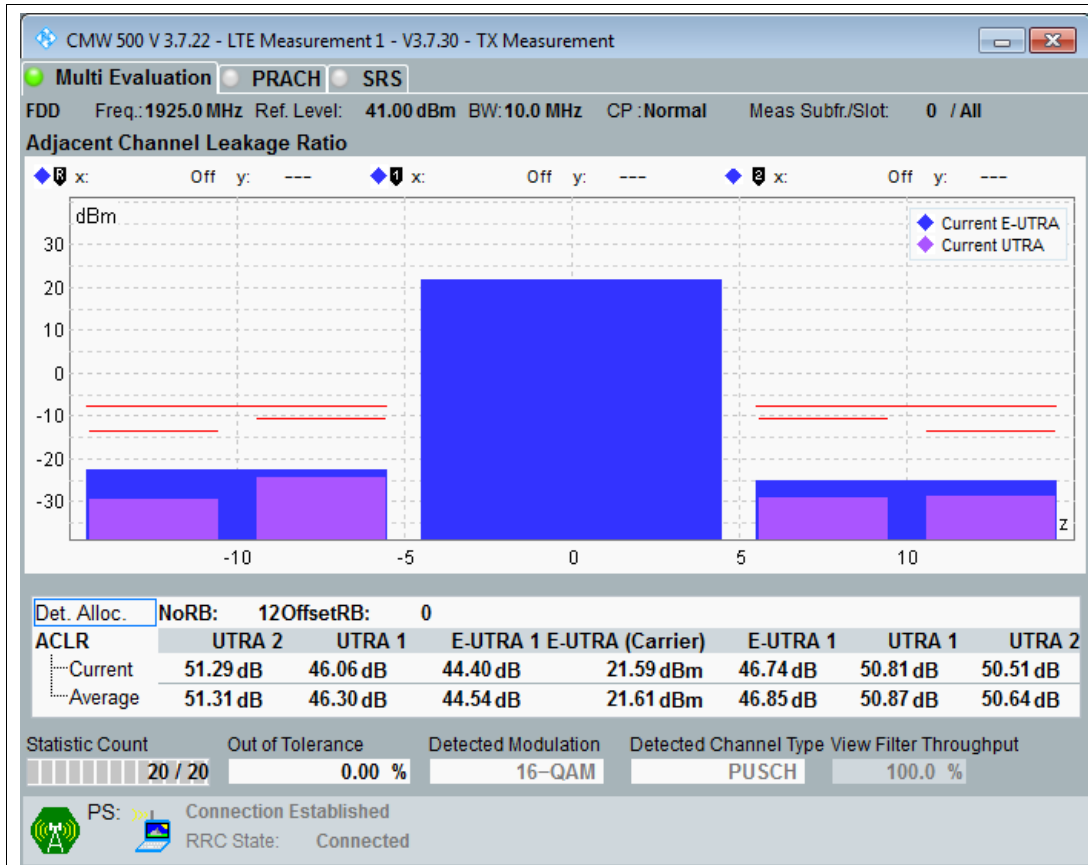 CMW 500 V 3.7.22 - LTE Measurement 1 - V3.7.30 - TX Measurement
Multi Evaluation PRACH SRS
FDD Freq.: 1925.0 MHz Ref. Level: 41.00 dBm BW: 10.0 MHz CP : Normal Meas Subfr./Slot: 0 / All
Adjacent Channel Leakage Ratio
R x: Off y: --- 1 x: Off y: --- 2 x: Off y: ---
dBm
Current E-UTRA
Current UTRA
30
20
10
0
-10
-20
-30
z
-10 -5 0 5 10
Det. Alloc. NoRB: 12 OffsetRB: 0
ACLR UTRA 2 UTRA 1 E-UTRA 1 E-UTRA (Carrier) E-UTRA 1 UTRA 1 UTRA 2
Current 51.29 dB 46.06 dB 44.40 dB 21.59 dBm 46.74 dB 50.81 dB 50.51 dB
Average 51.31 dB 46.30 dB 44.54 dB 21.61 dBm 46.85 dB 50.87 dB 50.64 dB
Statistic Count Out of Tolerance Detected Modulation Detected Channel Type View Filter Throughput
20 / 20 0.00 % 16-QAM PUSCH 100.0 %
PS: Connection Established
RRC State: Connected